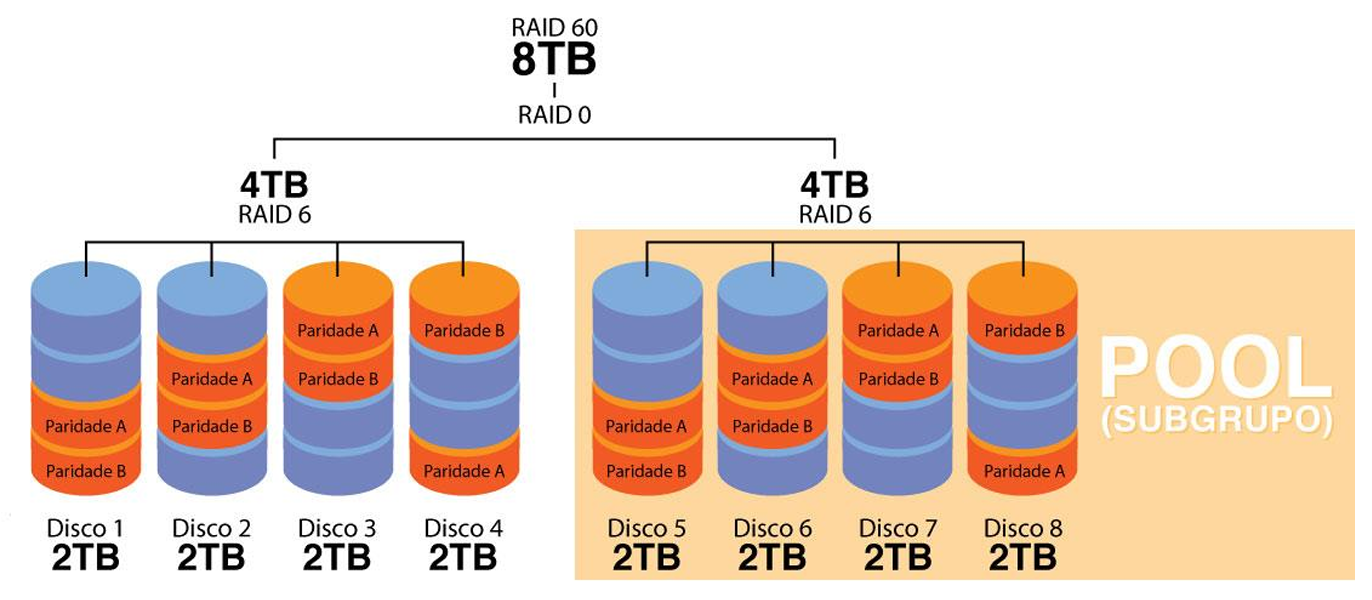 RAID 60
8TB
RAID 0
4TB
RAID 6
4TB
RAID 6
Paridade A
Paridade B
Paridade A
Paridade B
Paridade A
Paridade B
Paridade A
Paridade B
Paridade A
Paridade B
Paridade A
Paridade B
Paridade A
Paridade B
Paridade A
Paridade B
POOL
(SUBGRUPO)
Disco 1
2TB
Disco 2
2TB
Disco 3
2TB
Disco 4
2TB
Disco 5
2TB
Disco 6
2TB
Disco 7
2TB
Disco 8
2TB